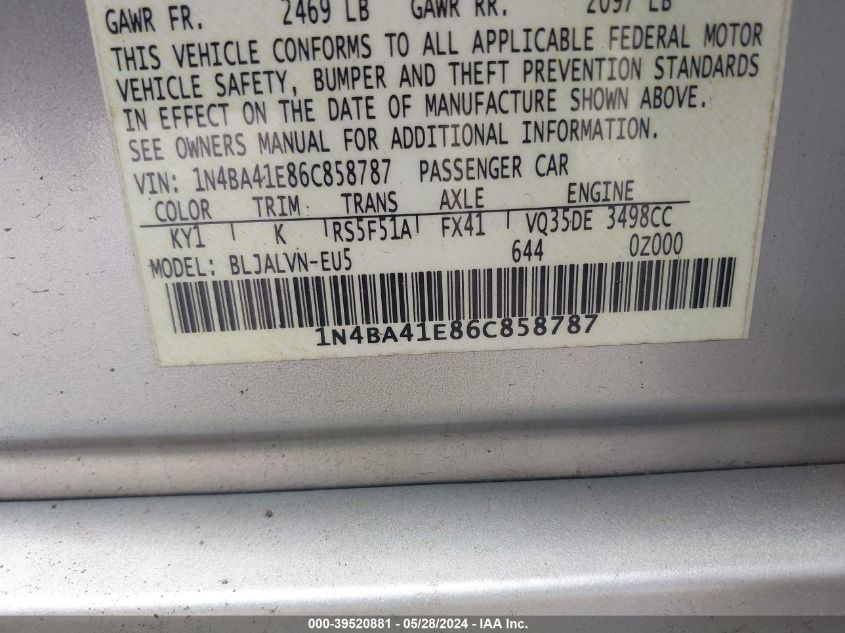 GAWR FR. 2469 LB GAWR RR. 2097 LB
THIS VEHICLE CONFORMS TO ALL APPLICABLE FEDERAL MOTOR
VEHICLE SAFETY, BUMPER AND THEFT PREVENTION STANDARDS
IN EFFECT ON THE DATE OF MANUFACTURE SHOWN ABOVE.
SEE OWNERS MANUAL FOR ADDITIONAL INFORMATION.
VIN: 1N4BA41E86C858787 PASSENGER CAR
COLOR TRIM TRANS AXLE ENGINE
KY1 K RS5F51A FX41 VQ35DE 3498CC
MODEL: BLJALVN-EU5 644 0Z000
1N4BA41E86C858787
000-39520881 - 05/28/2024 - IAA Inc.